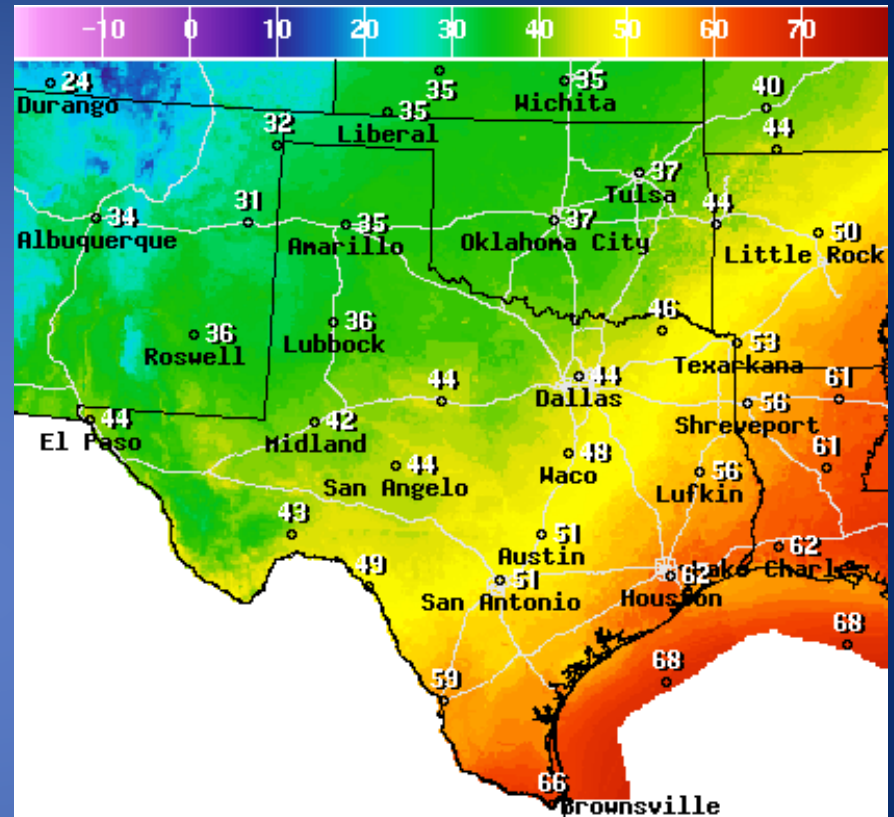 -10 0 10 20 30 40 50 60 70
24
Durango
35
35
Wichita
40
35
Liberal
32
44
37
Tulsa
34
Albuquerque
31
35
Amarillo
37
Oklahoma City
44
50
Little Rock
36
Roswell
36
Lubbock
46
53
Texarkana
44
Dallas
44
61
56
Shreveport
44
El Paso
42
Midland
44
San Angelo
48
Waco
56
Lufkin
61
43
51
Austin
62
Lake Charles
49
51
San Antonio
62
Houston
68
68
59
66
Brownsville